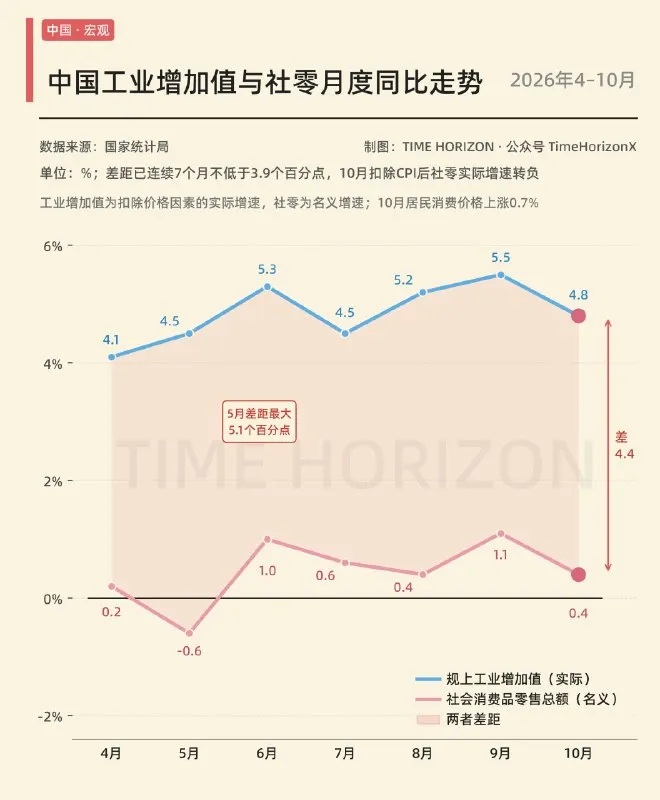 中国·宏观
中国工业增加值与社零月度同比走势 2026年4-10月
数据来源：国家统计局 制图：TIME HORIZON · 公众号 TimeHorizonX
单位：%；差距已连续7个月不低于3.9个百分点，10月扣除CPI后社零实际增速转负
工业增加值为扣除价格因素的实际增速，社零为名义增速；10月居民消费价格上涨0.7%
6%
4.1
4.5
5.3
4.5
5.2
5.5
4.8
4%
5月差距最大
5.1个百分点
TIME HORIZON
差
4.4
2%
0%
0.2
-0.6
1.0
0.6
0.4
1.1
0.4
规上工业增加值（实际）
社会消费品零售总额（名义）
两者差距
-2%
4月 5月 6月 7月 8月 9月 10月